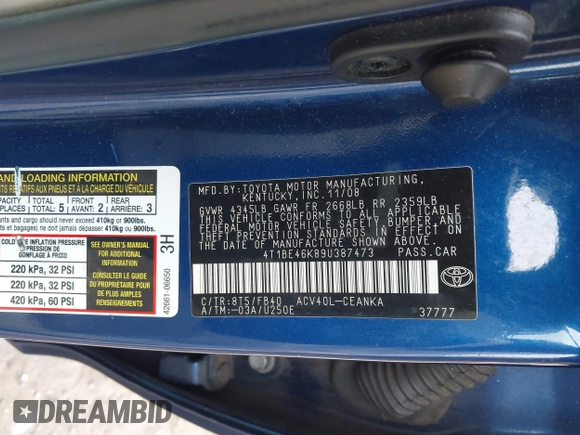 MFD.BY:TOYOTA MOTOR MANUFACTURING,
KENTUCKY, INC. 11/08
GVWR 4345LB GAWR FR 2668LB RR 2359LB
THIS VEHICLE CONFORMS TO ALL APPLICABLE
FEDERAL MOTOR VEHICLE SAFETY, BUMPER, AND
THEFT PREVENTION STANDARDS IN EFFECT ON
THE DATE OF MANUFACTURE SHOWN ABOVE.
4T1BE46K89U387473 PASS.CAR
C/TR:8T5/FB40 ACV40L-CEANKA
A/TM:-03A/U250E 37777
AND LOADING INFORMATION
RELATIFS AUX PNEUS ET A LA CHARGE DU VÉHICULE
CAPACITY TOTAL FRONT REAR
PLACES TOTAL 5 AVANT: 2 ARRIÈRE: 3
and cargo should never exceed 410kg or 900lbs.
et des bagages ne doit jamais dépasser 410kg ou 900lbs.
COLD TIRE INFLATION PRESSURE
PRESSION DE
GONFLAGE À FROID
220 kPa, 32 PSI
220 kPa, 32 PSI
420 kPa, 60 PSI
SEE OWNER'S MANUAL
FOR ADDITIONAL
INFORMATION
POUR PLUS DE
PRÉCISIONS, VOIR
LE MANUEL DU
PROPRIÉTAIRE
3H
42661-06650
DREAMBID